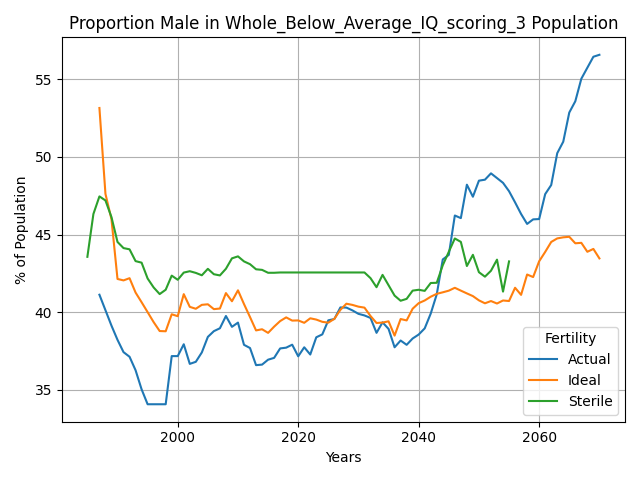 Proportion Male in Whole_Below_Average_IQ_scoring_3 Population
% of Population
55
50
45
40
35
2000
2020
2040
2060
Years
Fertility
Actual
Ideal
Sterile